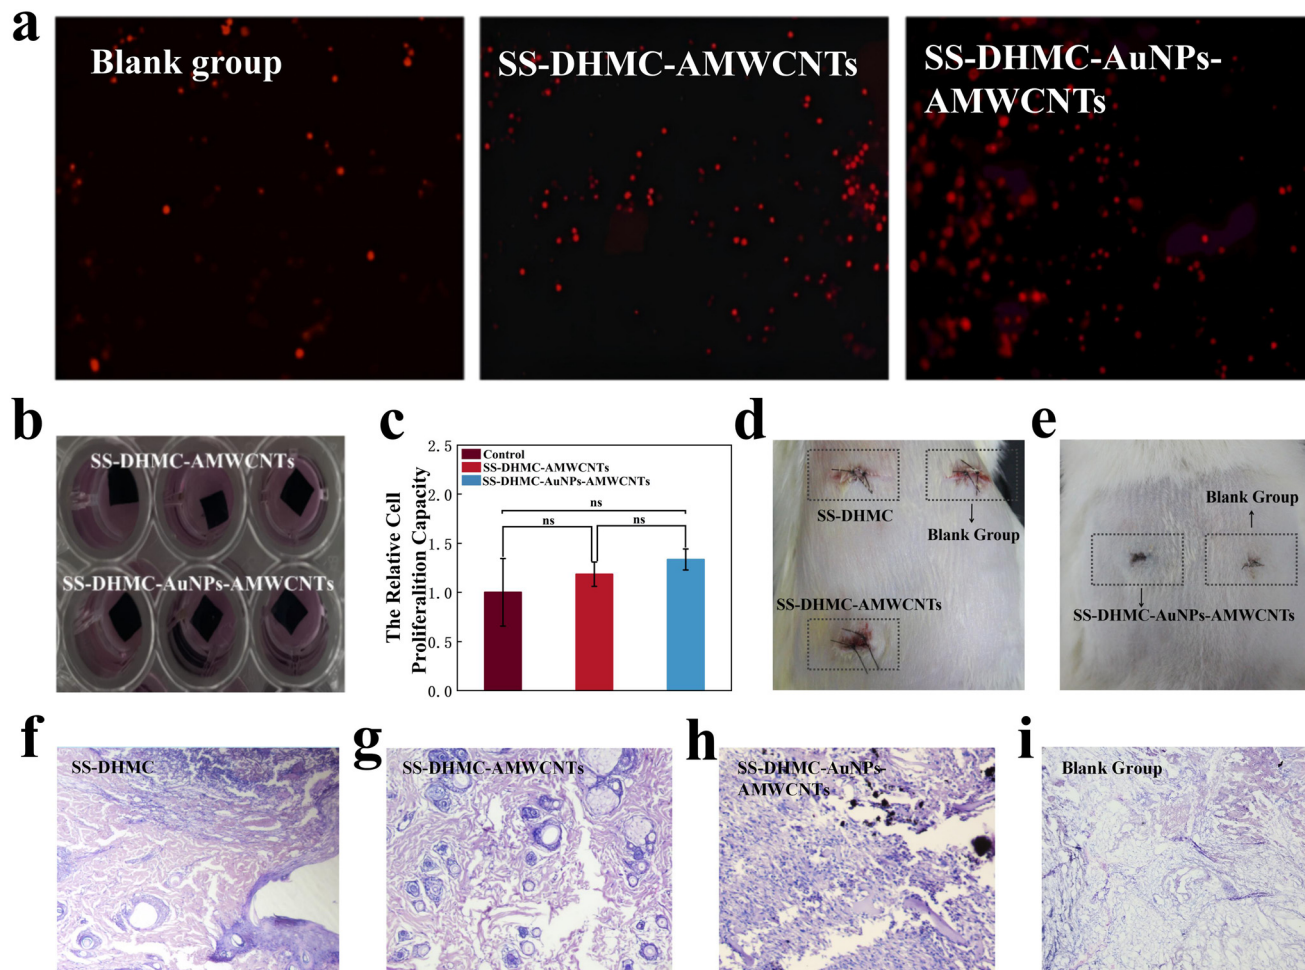 a
Blank group
SS-DHMC-AMWCNTs
SS-DHMC-AuNPs-
AMWCNTs
b
SS-DHMC-AMWCNTs
SS-DHMC-AuNPs-AMWCNTs
c
The Relative Cell
Proliferalition Capacity
2.5
2.0
1.5
1.0
0.5
0.0
Control
SS-DHMC-AMWCNTs
SS-DHMC-AuNPs-AMWCNTs
ns
ns
ns
d
SS-DHMC
Blank Group
SS-DHMC-AMWCNTs
e
Blank Group
SS-DHMC-AuNPs-AMWCNTs
f
SS-DHMC
g
SS-DHMC-AMWCNTs
h
SS-DHMC-AuNPs-
AMWCNTs
i
Blank Group